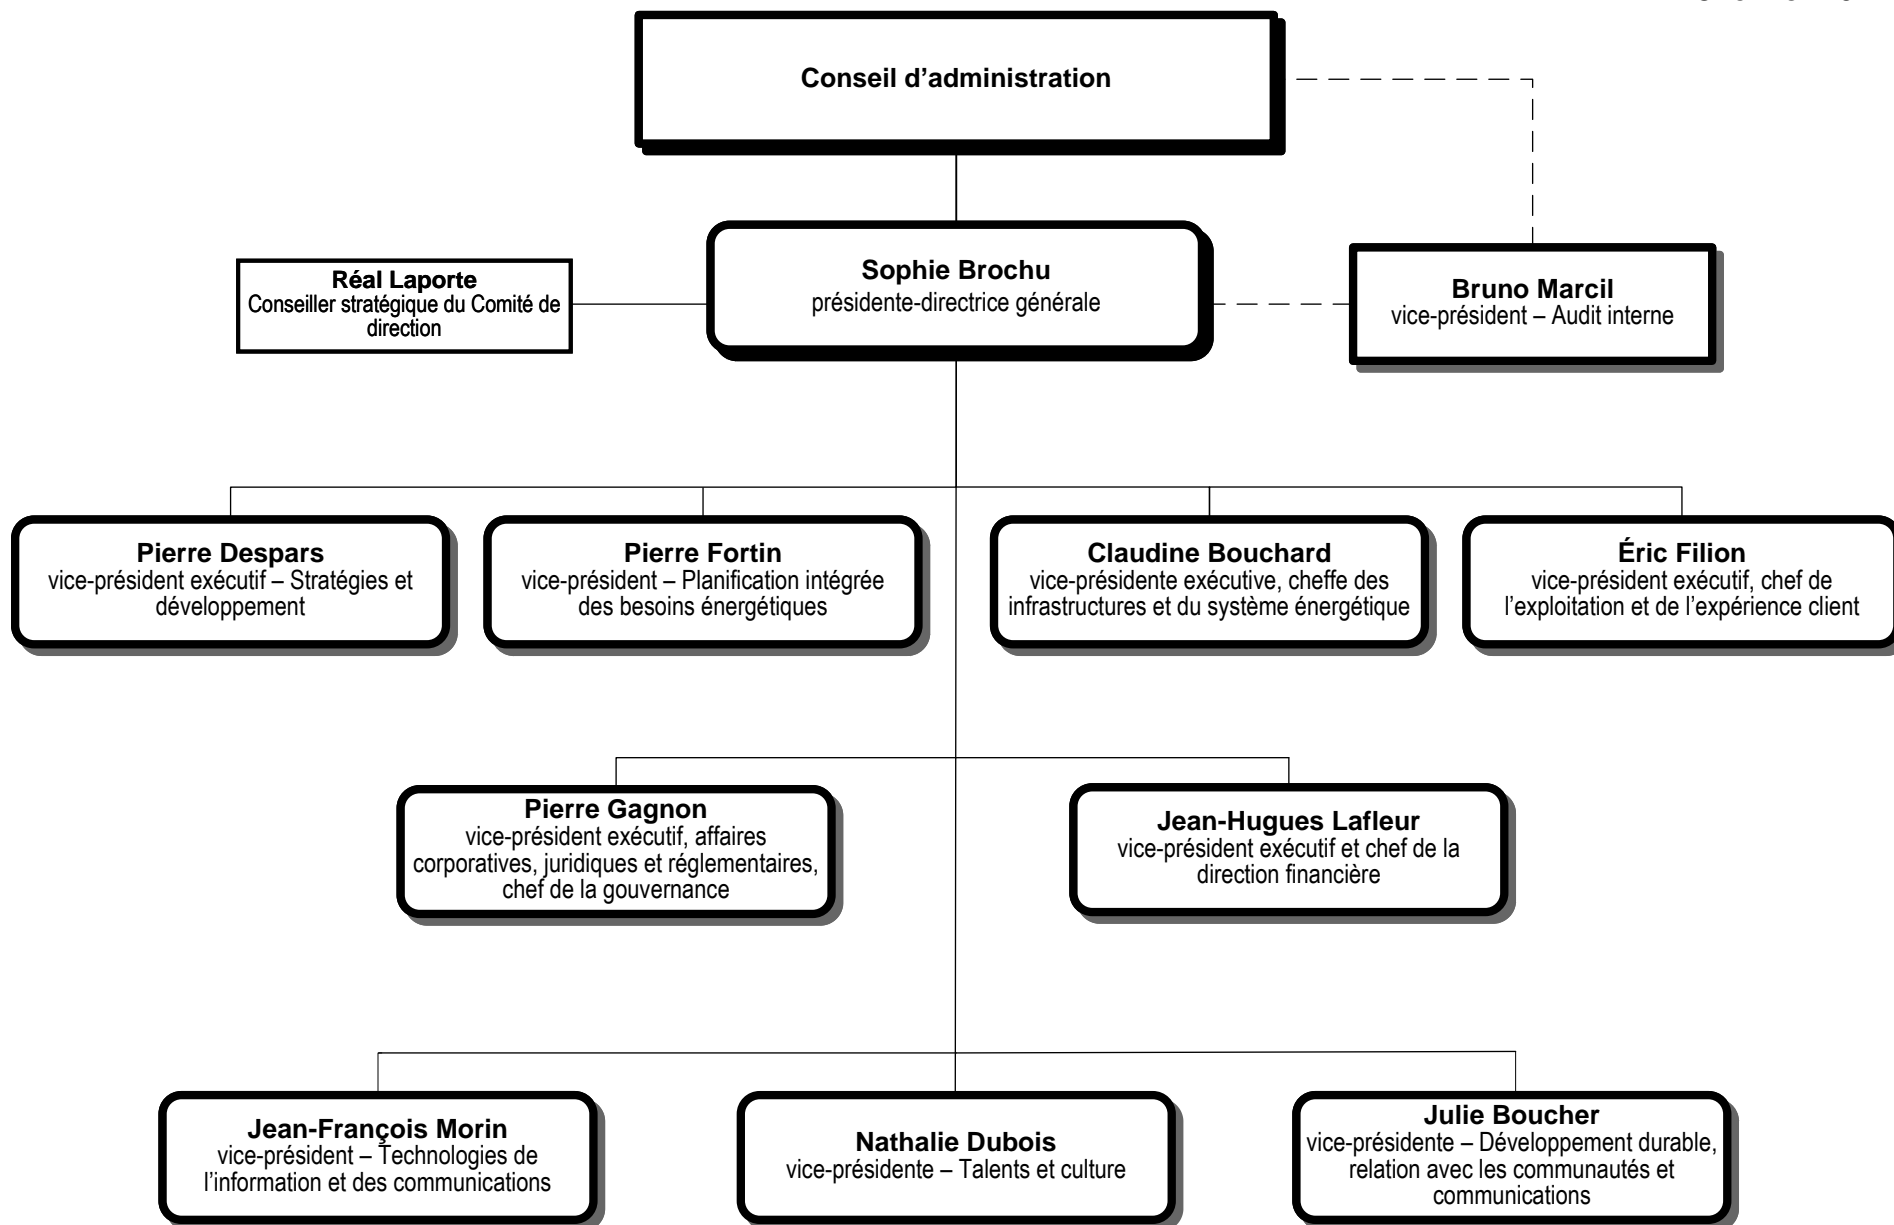 Conseil d'administration
Sophie Brochu
présidente-directrice générale
Réal Laporte
Conseiller stratégique du Comité de
direction
Bruno Marcil
vice-président – Audit interne
Pierre Despars
vice-président exécutif – Stratégies et
développement
Pierre Fortin
vice-président – Planification intégrée
des besoins énergétiques
Claudine Bouchard
vice-présidente exécutive, cheffe des
infrastructures et du système énergétique
Éric Filion
vice-président exécutif, chef de
l'exploitation et de l'expérience client
Pierre Gagnon
vice-président exécutif, affaires
corporatives, juridiques et réglementaires,
chef de la gouvernance
Jean-Hugues Lafleur
vice-président exécutif et chef de la
direction financière
Jean-François Morin
vice-président – Technologies de
l'information et des communications
Nathalie Dubois
vice-présidente – Talents et culture
Julie Boucher
vice-présidente – Développement durable,
relation avec les communautés et
communications